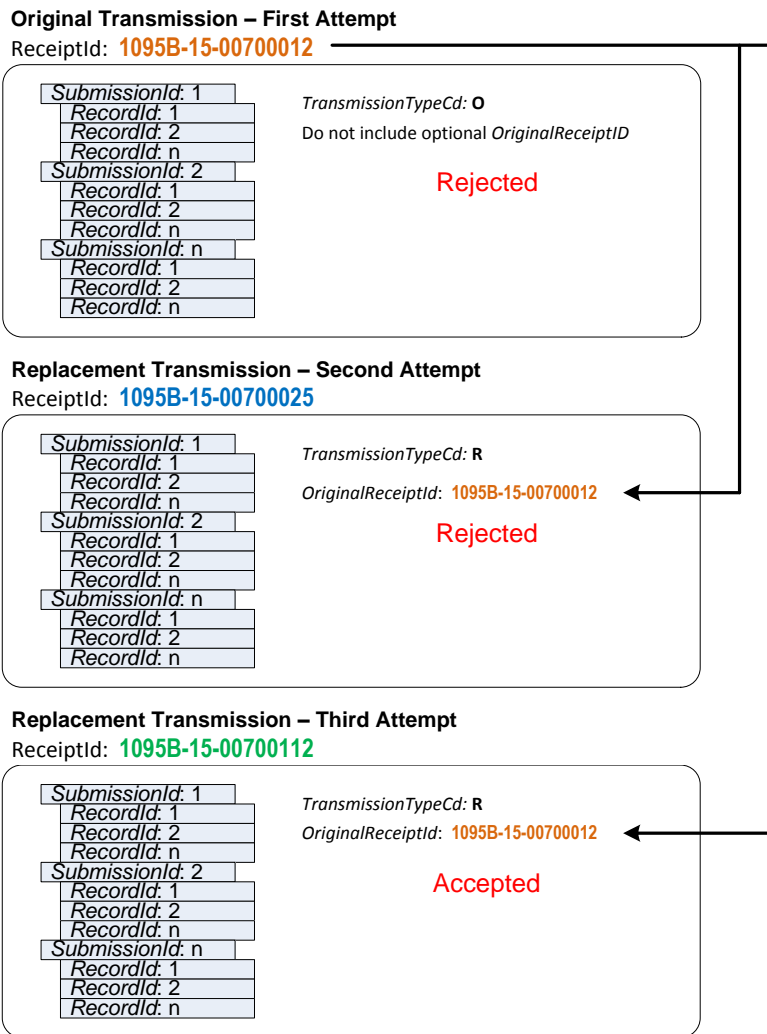 Original Transmission – First Attempt
ReceiptId: 1095B-15-00700012
SubmissionId: 1
RecordId: 1
RecordId: 2
RecordId: n
SubmissionId: 2
RecordId: 1
RecordId: 2
RecordId: n
SubmissionId: n
RecordId: 1
RecordId: 2
RecordId: n
TransmissionTypeCd: O
Do not include optional OriginalReceiptID
Rejected
Replacement Transmission – Second Attempt
ReceiptId: 1095B-15-00700025
SubmissionId: 1
RecordId: 1
RecordId: 2
RecordId: n
SubmissionId: 2
RecordId: 1
RecordId: 2
RecordId: n
SubmissionId: n
RecordId: 1
RecordId: 2
RecordId: n
TransmissionTypeCd: R
OriginalReceiptId: 1095B-15-00700012
Rejected
Replacement Transmission – Third Attempt
ReceiptId: 1095B-15-00700112
SubmissionId: 1
RecordId: 1
RecordId: 2
RecordId: n
SubmissionId: 2
RecordId: 1
RecordId: 2
RecordId: n
SubmissionId: n
RecordId: 1
RecordId: 2
RecordId: n
TransmissionTypeCd: R
OriginalReceiptId: 1095B-15-00700012
Accepted